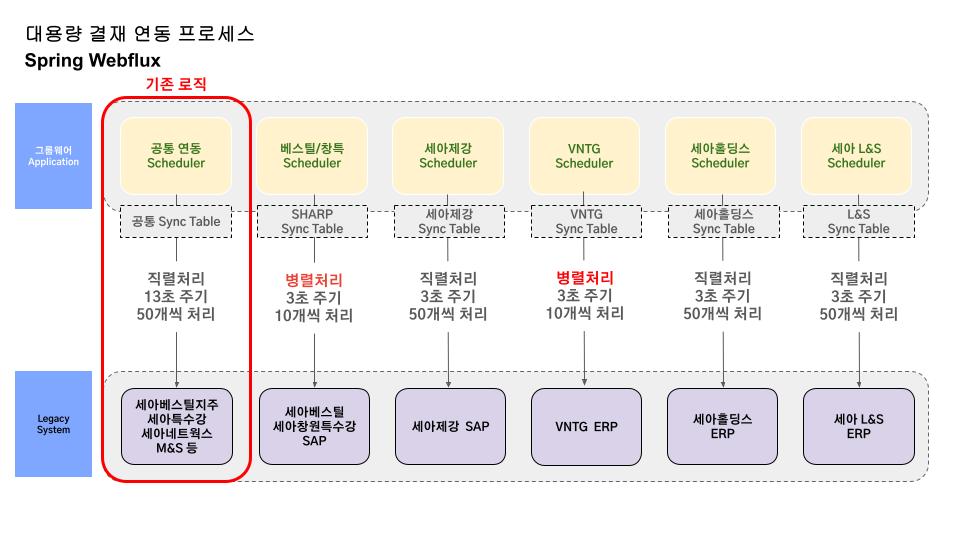 대용량 결재 연동 프로세스
Spring Webflux
기존 로직
그룹웨어
Application
공통 연동
Scheduler
베스틸/창특
Scheduler
세아제강
Scheduler
VNTG
Scheduler
세아홀딩스
Scheduler
세아 L&S
Scheduler
공통 Sync Table
SHARP
Sync Table
세아제강
Sync Table
VNTG
Sync Table
세아홀딩스
Sync Table
L&S
Sync Table
직렬처리
13초 주기
50개씩 처리
병렬처리
3초 주기
10개씩 처리
직렬처리
3초 주기
50개씩 처리
병렬처리
3초 주기
10개씩 처리
직렬처리
3초 주기
50개씩 처리
직렬처리
3초 주기
50개씩 처리
Legacy
System
세아베스틸지주
세아특수강
세아네트웍스
M&S 등
세아베스틸
세아창원특수강
SAP
세아제강 SAP
VNTG ERP
세아홀딩스
ERP
세아 L&S
ERP